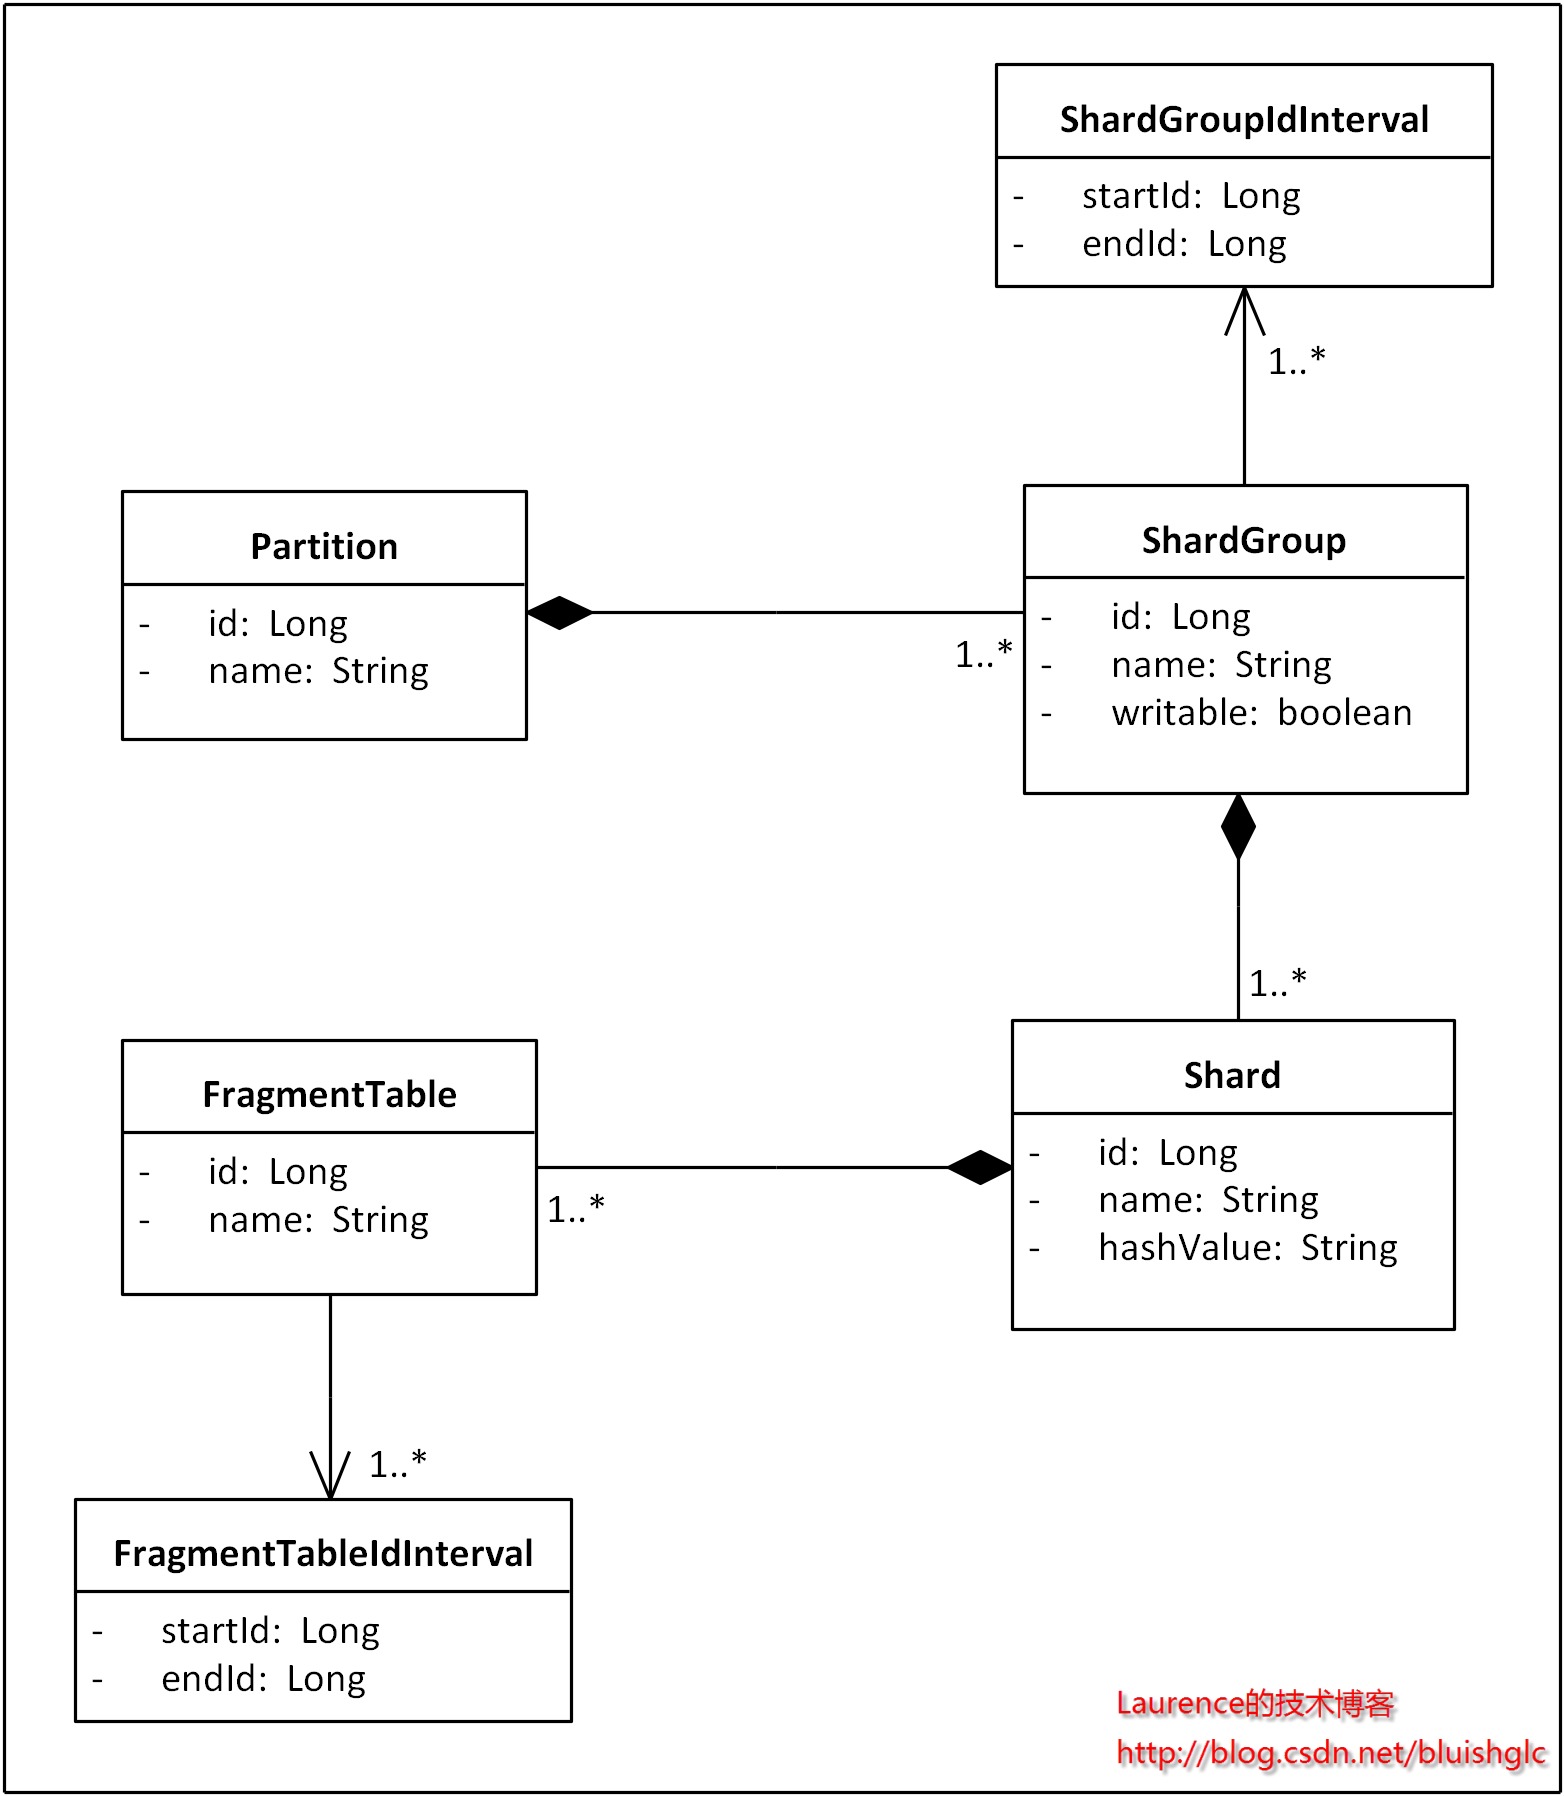 ShardGroupIdInterval
- startId: Long
- endId: Long
1..*
Partition
- id: Long
- name: String
1..*
ShardGroup
- id: Long
- name: String
- writable: boolean
1..*
FragmentTable
- id: Long
- name: String
1..*
Shard
- id: Long
- name: String
- hashValue: String
1..*
FragmentTableIdInterval
- startId: Long
- endId: Long
Laurence的技术博客
http://blog.csdn.net/bluishglc